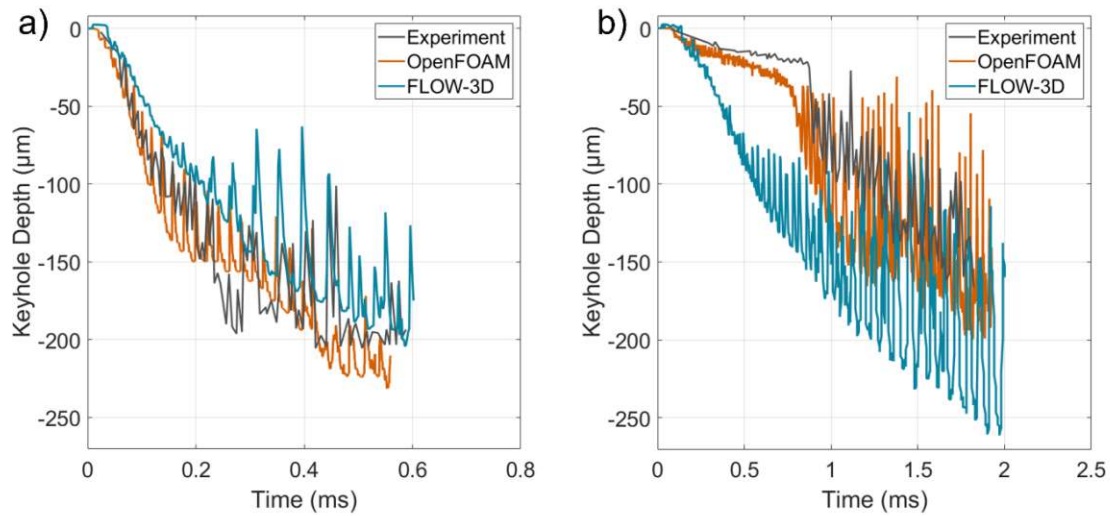 a)
Experiment
OpenFOAM
FLOW-3D
Keyhole Depth (µm)
0
-50
-100
-150
-200
-250
0
0.2
0.4
0.6
0.8
Time (ms)
b)
Experiment
OpenFOAM
FLOW-3D
Keyhole Depth (µm)
0
-50
-100
-150
-200
-250
0
0.5
1
1.5
2
2.5
Time (ms)